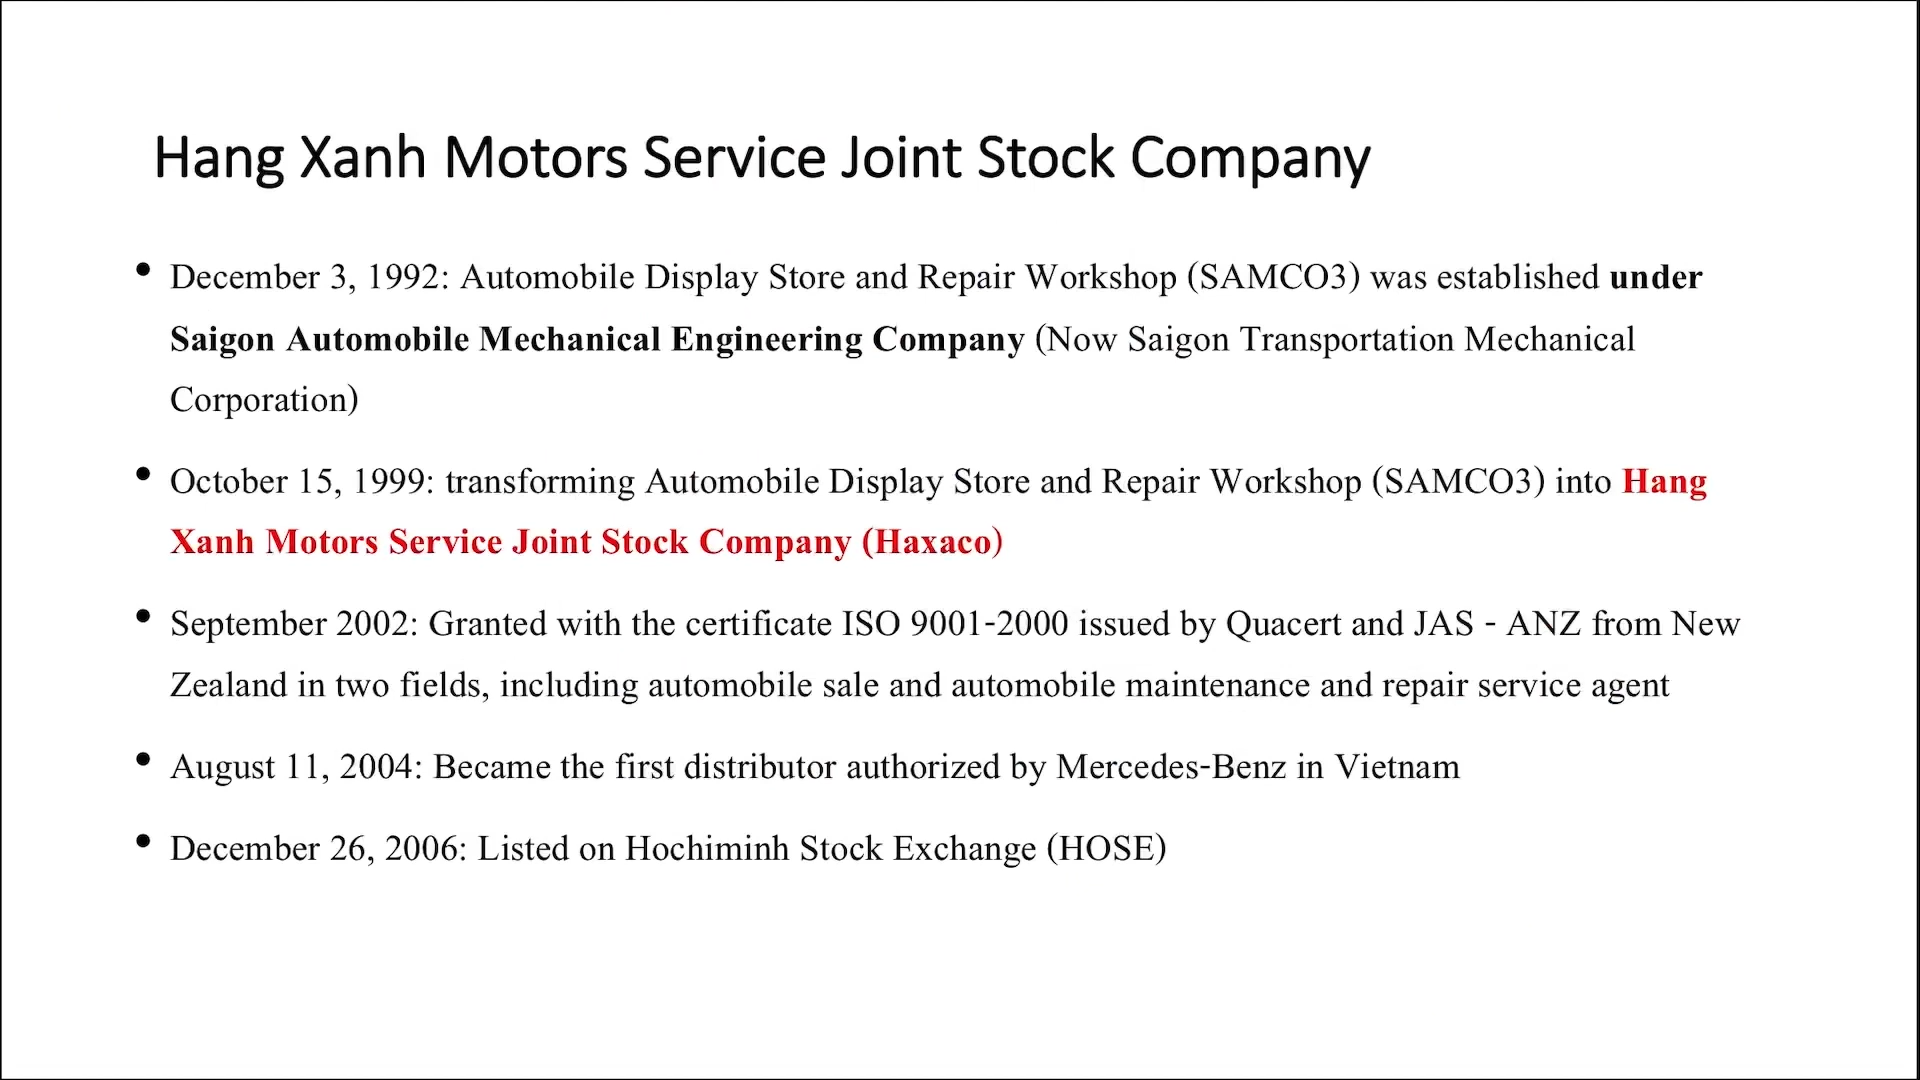 Hang Xanh Motors Service Joint Stock Company
• December 3, 1992: Automobile Display Store and Repair Workshop (SAMCO3) was established under
Saigon Automobile Mechanical Engineering Company (Now Saigon Transportation Mechanical
Corporation)
• October 15, 1999: transforming Automobile Display Store and Repair Workshop (SAMCO3) into Hang
Xanh Motors Service Joint Stock Company (Haxaco)
• September 2002: Granted with the certificate ISO 9001-2000 issued by Quacert and JAS - ANZ from New
Zealand in two fields, including automobile sale and automobile maintenance and repair service agent
• August 11, 2004: Became the first distributor authorized by Mercedes-Benz in Vietnam
• December 26, 2006: Listed on Hochiminh Stock Exchange (HOSE)